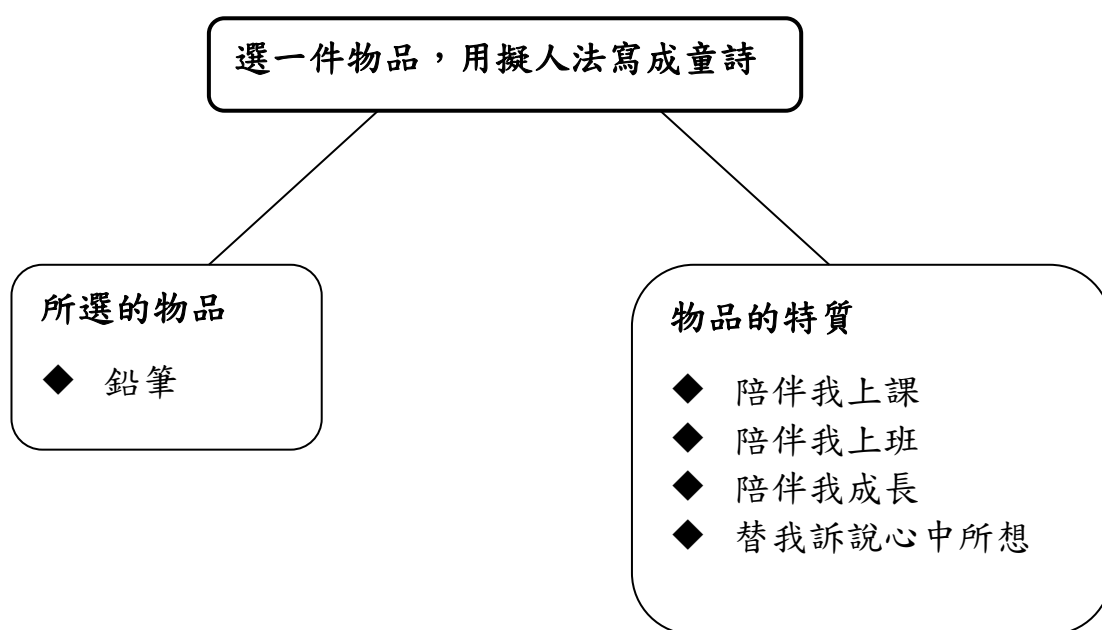 選一件物品，用擬人法寫成童詩
所選的物品
◆ 鉛筆
物品的特質
◆ 陪伴我上課
◆ 陪伴我上班
◆ 陪伴我成長
◆ 替我訴說心中所想